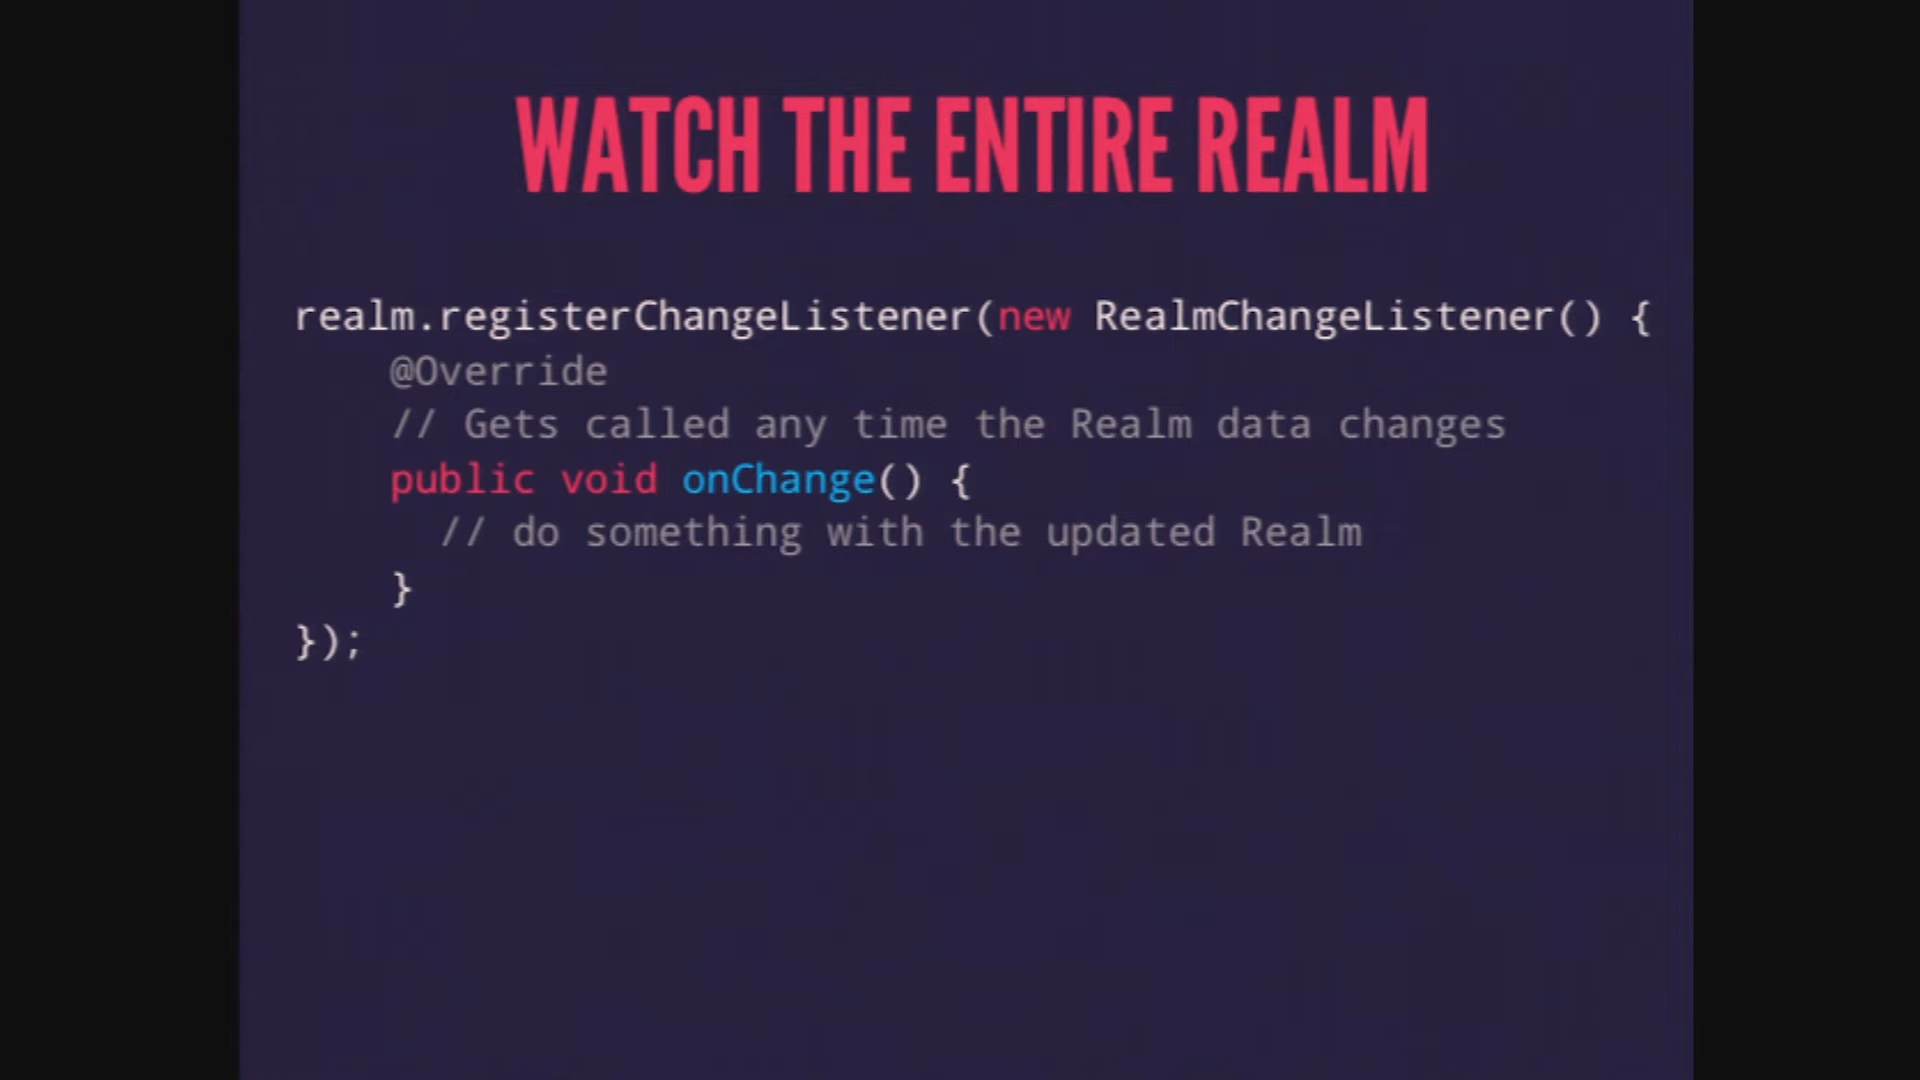 WATCH THE ENTIRE REALM
realm.registerChangeListener(new RealmChangeListener() {
    @Override
    // Gets called any time the Realm data changes
    public void onChange() {
      // do something with the updated Realm
    }
});